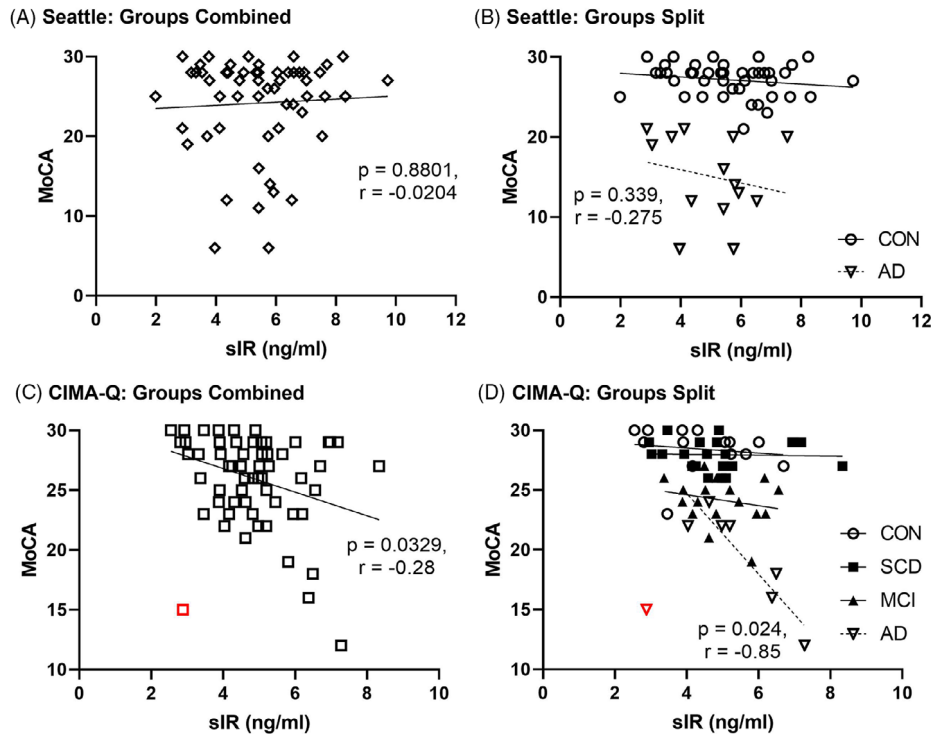 (A) Seattle: Groups Combined
30
20
10
0
MoCA
p = 0.8801,
r = -0.0204
0 2 4 6 8 10 12
sIR (ng/ml)
(B) Seattle: Groups Split
30
20
10
0
MoCA
p = 0.339,
r = -0.275
CON
AD
0 2 4 6 8 10 12
sIR (ng/ml)
(C) CIMA-Q: Groups Combined
30
25
20
15
10
MoCA
p = 0.0329,
r = -0.28
0 2 4 6 8 10
sIR (ng/ml)
(D) CIMA-Q: Groups Split
30
25
20
15
10
MoCA
CON
SCD
MCI
AD
p = 0.024,
r = -0.85
0 2 4 6 8 10
sIR (ng/ml)